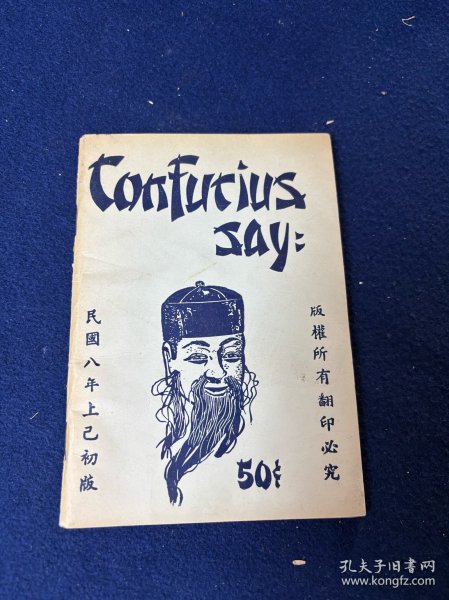 Confucius
say:
民國八年上己初版
版權所有翻印必究
50¢
孔夫子旧书网
www.kongfz.com